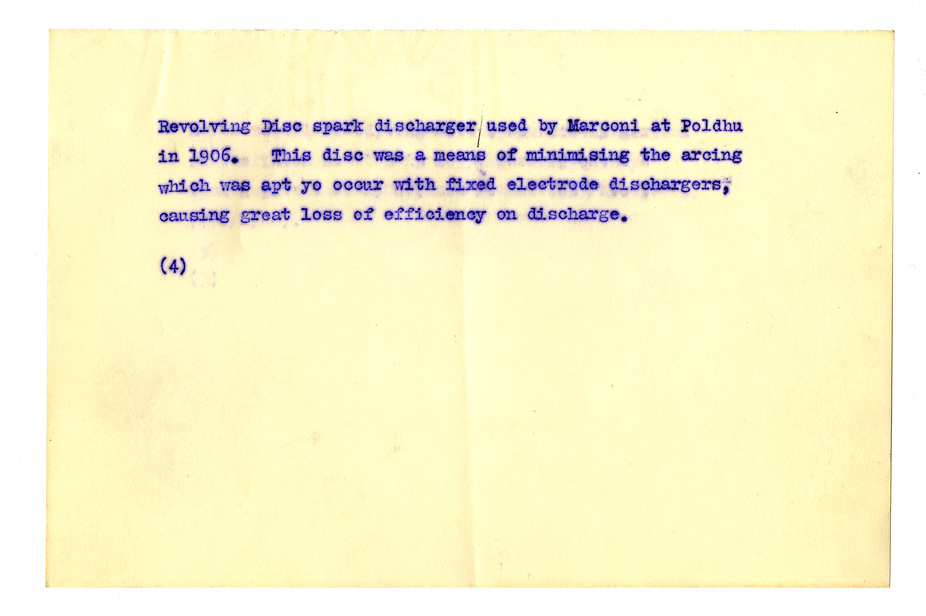 Revolving Disc spark discharger/used by Marconi at Poldhu
in 1906. This disc was a means of minimising the arcing
which was apt yo occur with fixed electrode dischargers,
causing great loss of efficiency on discharge.
(4)